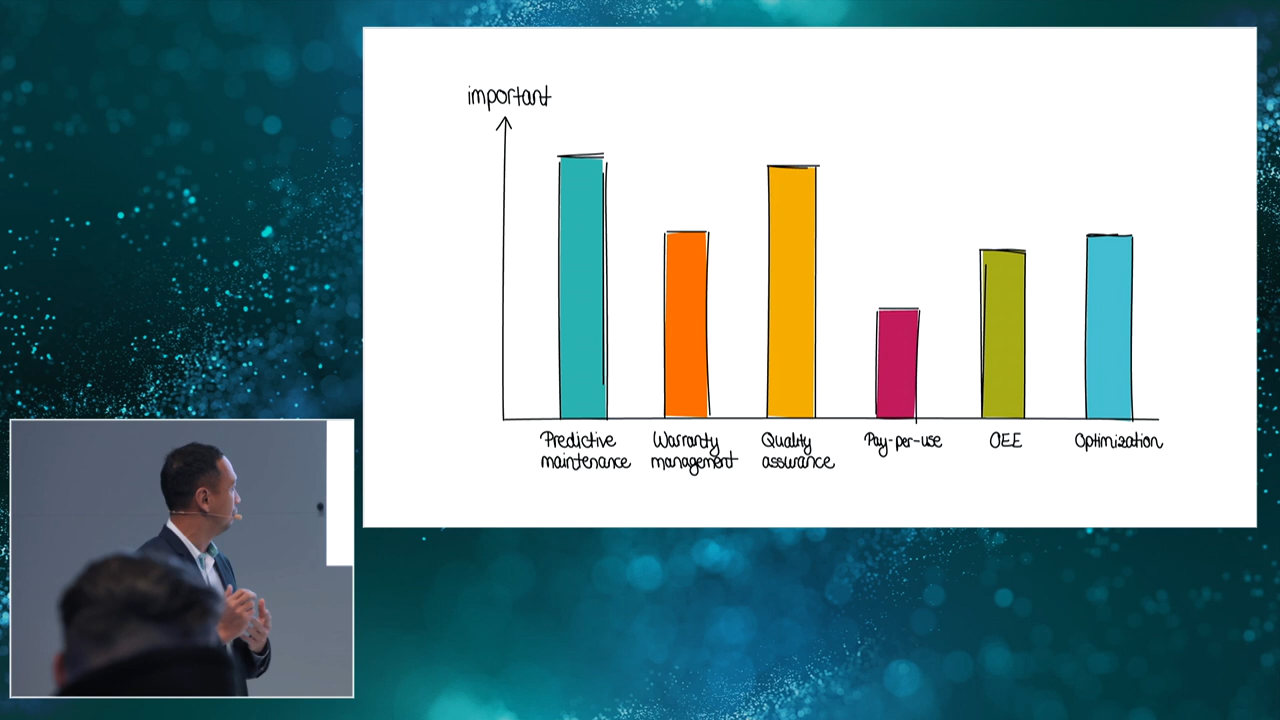 important
Predictive
maintenance
Warranty
management
Quality
assurance
Pay-per-use
OEE
Optimization